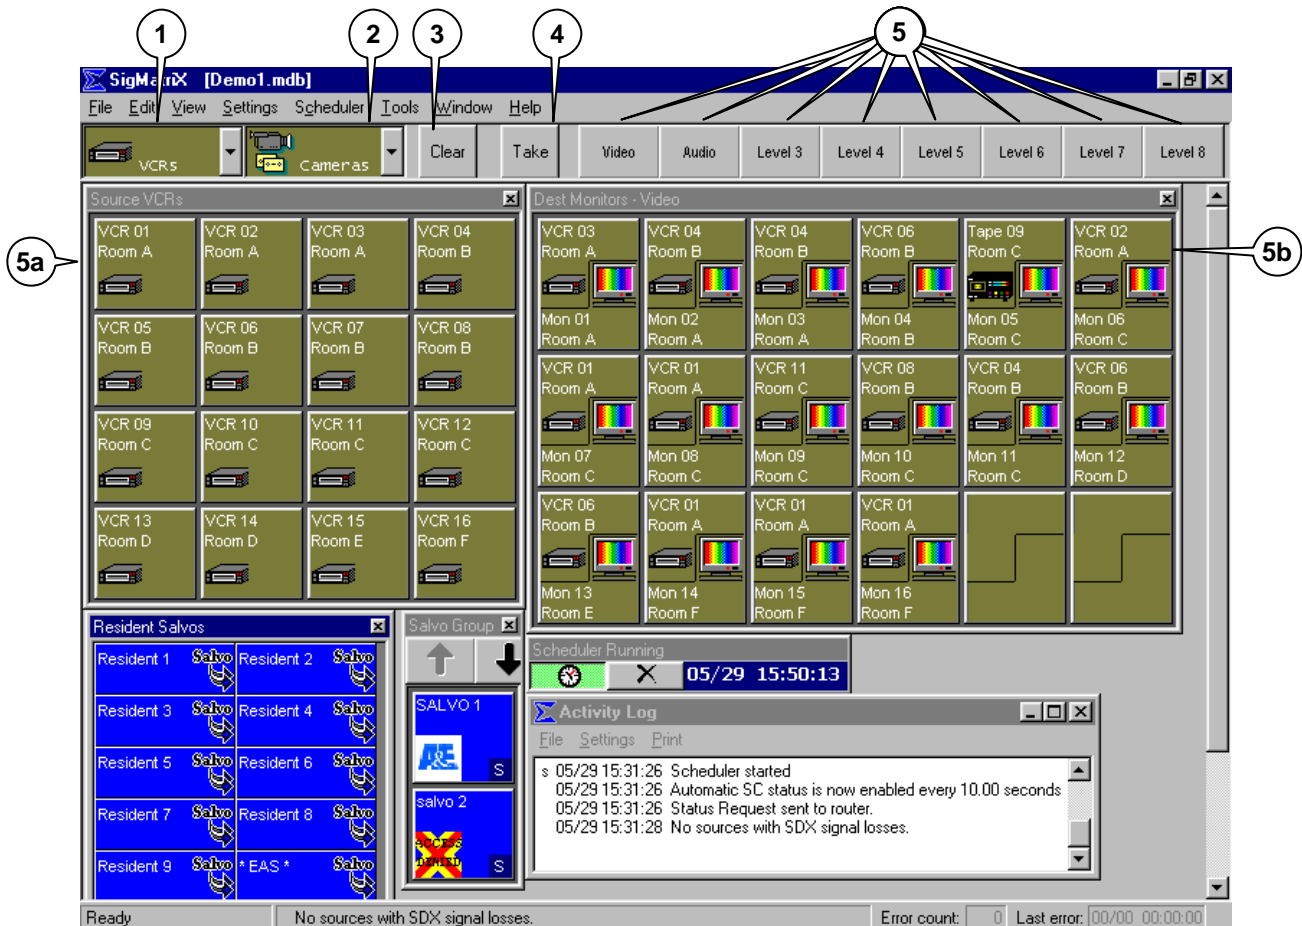 1 2 3 4 5
SigMatriX [Demo1.mdb]
File Edit View Settings Scheduler Tools Window Help
VCRs Cameras Clear Take Video Audio Level 3 Level 4 Level 5 Level 6 Level 7 Level 8
5a
5b
Source VCRs
VCR 01 VCR 02 VCR 03 VCR 04
Room A Room A Room A Room B
VCR 05 VCR 06 VCR 07 VCR 08
Room B Room B Room B Room B
VCR 09 VCR 10 VCR 11 VCR 12
Room C Room C Room C Room C
VCR 13 VCR 14 VCR 15 VCR 16
Room D Room D Room E Room F
Dest Monitors - Video
VCR 03 VCR 04 VCR 04 VCR 06 Tape 09 VCR 02
Room A Room B Room B Room B Room C Room A
Mon 01 Mon 02 Mon 03 Mon 04 Mon 05 Mon 06
Room A Room A Room A Room B Room C Room C
VCR 01 VCR 01 VCR 11 VCR 08 VCR 04 VCR 06
Room A Room A Room C Room B Room B Room B
Mon 07 Mon 08 Mon 09 Mon 10 Mon 11 Mon 12
Room C Room C Room C Room C Room C Room D
VCR 06 VCR 01 VCR 01 VCR 01
Room B Room A Room A Room A
Mon 13 Mon 14 Mon 15 Mon 16
Room E Room F Room F Room F
Resident Salvos
Resident 1 Salvo Resident 2 Salvo
Resident 3 Salvo Resident 4 Salvo
Resident 5 Salvo Resident 6 Salvo
Resident 7 Salvo Resident 8 Salvo
Resident 9 Salvo * EAS * Salvo
Salvo Group
SALVO 1
A&E
S
salvo 2
ACCESS
DENIED
S
Scheduler Running
05/29 15:50:13
Activity Log
File Settings Print
s 05/29 15:31:26 Scheduler started
05/29 15:31:26 Automatic SC status is now enabled every 10.00 seconds
05/29 15:31:26 Status Request sent to router.
05/29 15:31:28 No sources with SDX signal losses.
Ready No sources with SDX signal losses. Error count: 0 Last error: 00/00 00:00:00